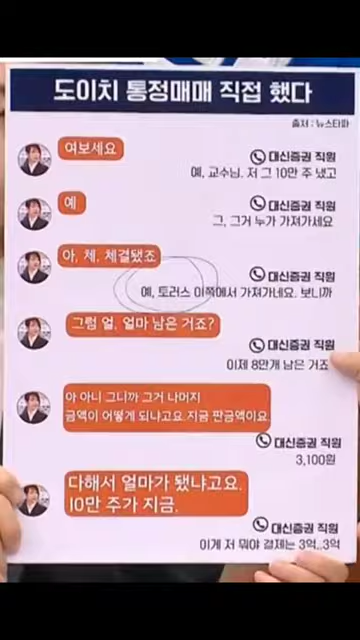 도이치 통정매매 직접 했다
출처 : 뉴스타파
여보세요
대신증권 직원
예, 교수님. 저 그 10만 주 냈고
예
대신증권 직원
그, 그거 누가 가져가세요
아, 체, 체결됐죠
대신증권 직원
예, 토러스 이쪽에서 가져가네요. 보니까
그럼 얼, 얼마 남은 거죠?
대신증권 직원
이제 8만개 남은 거죠
아 아니 그니까 그거 나머지
금액이 어떻게 되냐고요. 지금 판금액이요
대신증권 직원
3,100원
다해서 얼마가 됐냐고요.
10만 주가 지금.
대신증권 직원
이게 저 뭐야 결제는 3억..3억